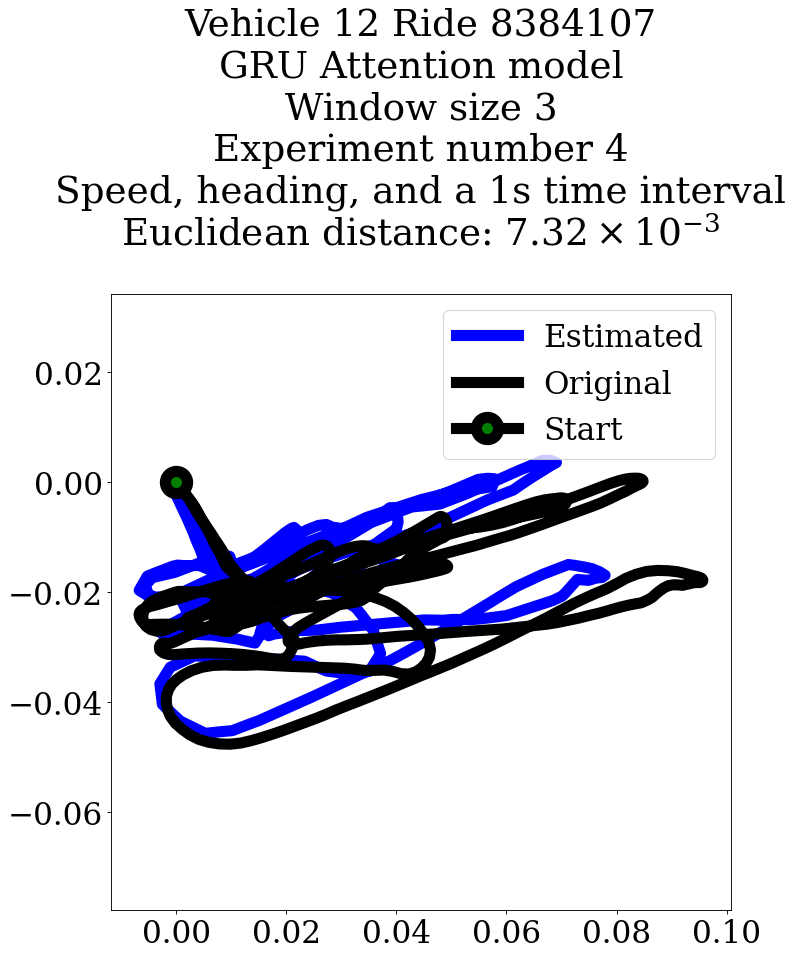 Vehicle 12 Ride 8384107
GRU Attention model
Window size 3
Experiment number 4
Speed, heading, and a 1s time interval
Euclidean distance: 7.32 × 10⁻³
Estimated
Original
Start
0.02
0.00
−0.02
−0.04
−0.06
0.00 0.02 0.04 0.06 0.08 0.10